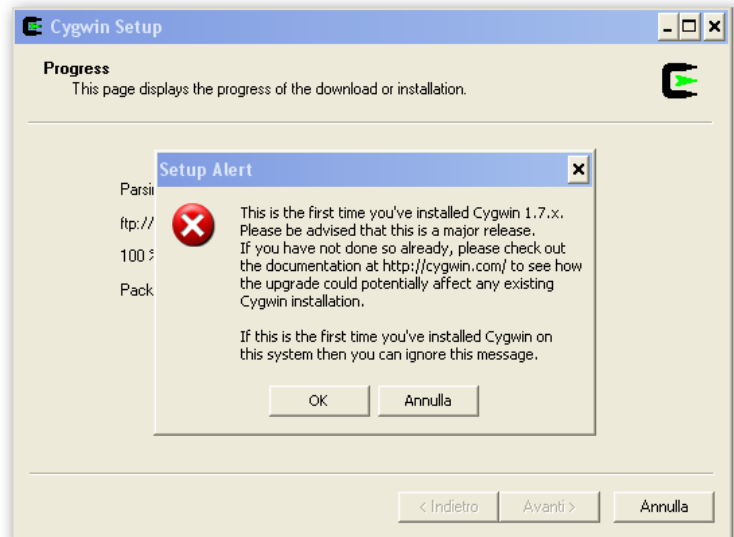 Cygwin Setup
Progress
This page displays the progress of the download or installation.
Setup Alert
Parsin
ftp://
100 %
Pack
This is the first time you've installed Cygwin 1.7.x.
Please be advised that this is a major release.
If you have not done so already, please check out
the documentation at http://cygwin.com/ to see how
the upgrade could potentially affect any existing
Cygwin installation.
If this is the first time you've installed Cygwin on
this system then you can ignore this message.
OK
Annulla
< Indietro
Avanti >
Annulla